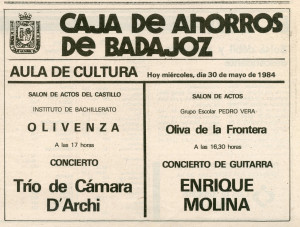 CAJA DE AHORROS
DE BADAJOZ
AULA DE CULTURA
Hoy miércoles, día 30 de mayo de 1984
SALON DE ACTOS DEL CASTILLO
INSTITUTO DE BACHILLERATO
OLIVENZA
A las 17 horas
CONCIERTO
Trío de Cámara
D'Archi
SALON DE ACTOS
Grupo Escolar PEDRO VERA
Oliva de la Frontera
A las 16,30 horas
CONCIERTO DE GUITARRA
ENRIQUE
MOLINA